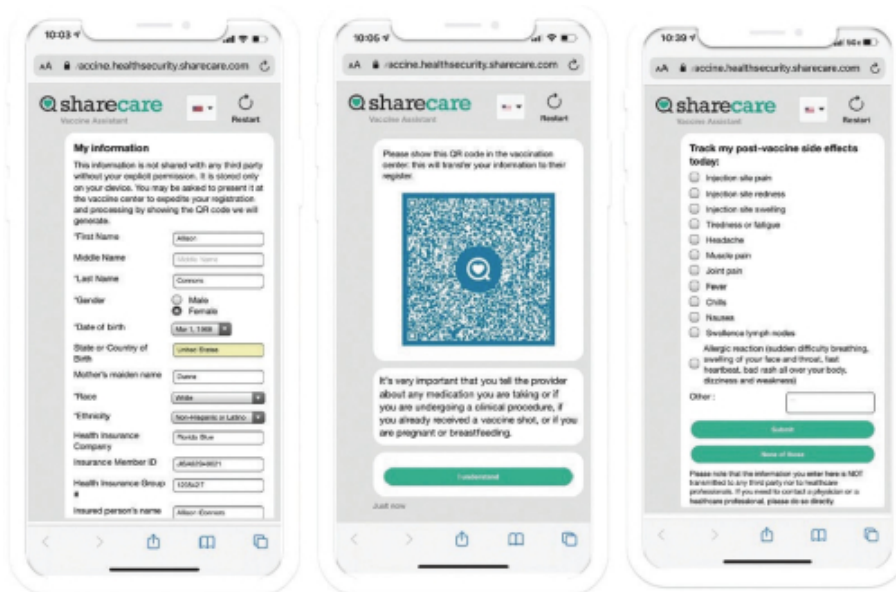 10:03
AA accine.healthsecurity.sharecare.com
sharecare
Vaccine Assistant
Restart
My information
This information is not shared with any third party
without your explicit permission. It is stored only
on your device. You may be asked to present it at
the vaccine center to expedite your registration
and processing by showing the QR code we will
generate.
*First Name Allison
Middle Name Middle Name
*Last Name Connors
*Gender Male
Female
*Date of birth Mar 1, 1968
State or Country of United States
Birth
Mother's maiden name
*Race White
*Ethnicity Non-Hispanic or Latino
Health Insurance Florida Blue
Company
Insurance Member ID
Health Insurance Group
#
Insured person's name Allison Connors
10:05
AA accine.healthsecurity.sharecare.com
sharecare
Vaccine Assistant
Restart
Please show this QR code in the vaccination
center: this will transfer your information to their
register.
It's very important that you tell the provider
about any medication you are taking or if
you are undergoing a clinical procedure, if
you already received a vaccine shot, or if you
are pregnant or breastfeeding.
I understand
Just now
10:39
AA accine.healthsecurity.sharecare.com
sharecare
Vaccine Assistant
Restart
Track my post-vaccine side effects
today:
Injection site pain
Injection site redness
Injection site swelling
Tiredness or fatigue
Headache
Muscle pain
Joint pain
Fever
Chills
Nausea
Swollence lymph nodes
Allergic reaction (sudden difficulty breathing,
swelling of your face and throat, fast
heartbeat, bad rash all over your body,
dizziness and weakness)
Other :
Submit
None of these
Please note that the information you enter here is NOT
transmitted to any third party nor to healthcare
professionals. If you need to contact a physician or a
healthcare professional, please do so directly.